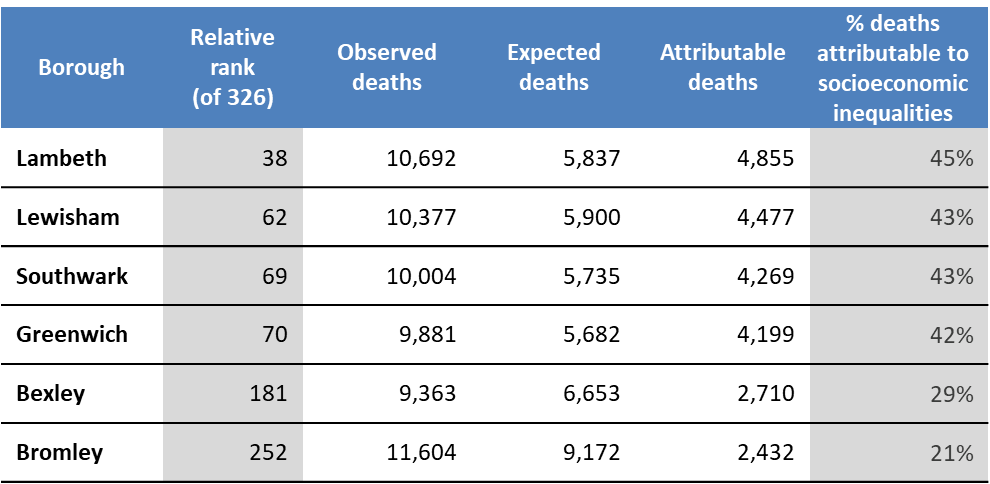 Borough Relative rank (of 326) Observed deaths Expected deaths Attributable deaths % deaths attributable to socioeconomic inequalities
Lambeth 38 10,692 5,837 4,855 45%
Lewisham 62 10,377 5,900 4,477 43%
Southwark 69 10,004 5,735 4,269 43%
Greenwich 70 9,881 5,682 4,199 42%
Bexley 181 9,363 6,653 2,710 29%
Bromley 252 11,604 9,172 2,432 21%